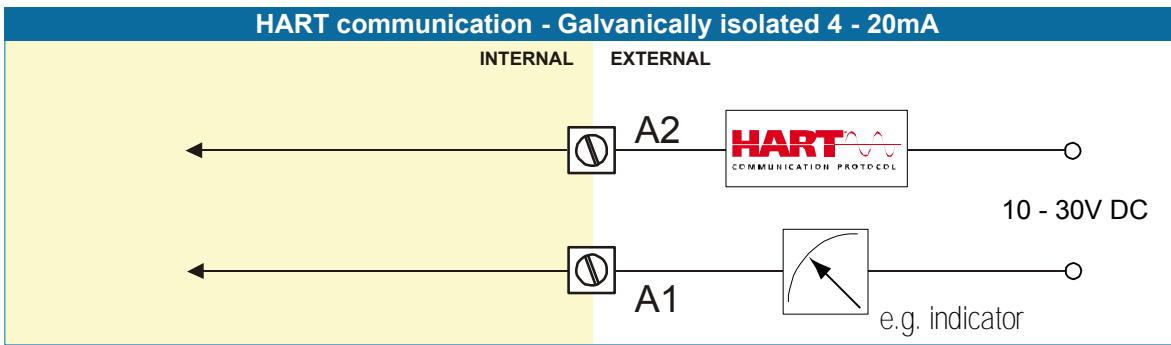 HART communication - Galvanically isolated 4 - 20mA
INTERNAL EXTERNAL
A2
HART
COMMUNICATION PROTOCOL
10 - 30V DC
A1
e.g. indicator